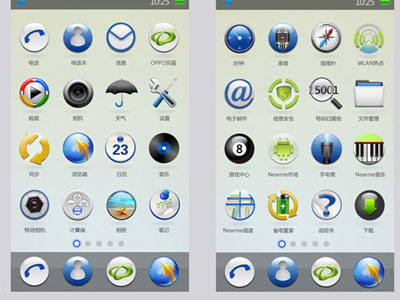 10:25
电话 电话本 信息 OPPO乐园
视频 相机 天气 设置
23
同步 浏览器 日历 音乐
特效相机 计算器 相册 笔记
10:25
时钟 录音 指南针 WLAN热点
5001
电子邮件 信息安全 号码归属地 文件管理
8
游戏中心 Nearme市场 手电筒 Nearme音乐
Nearme阅读 省电管家 说明书 下载